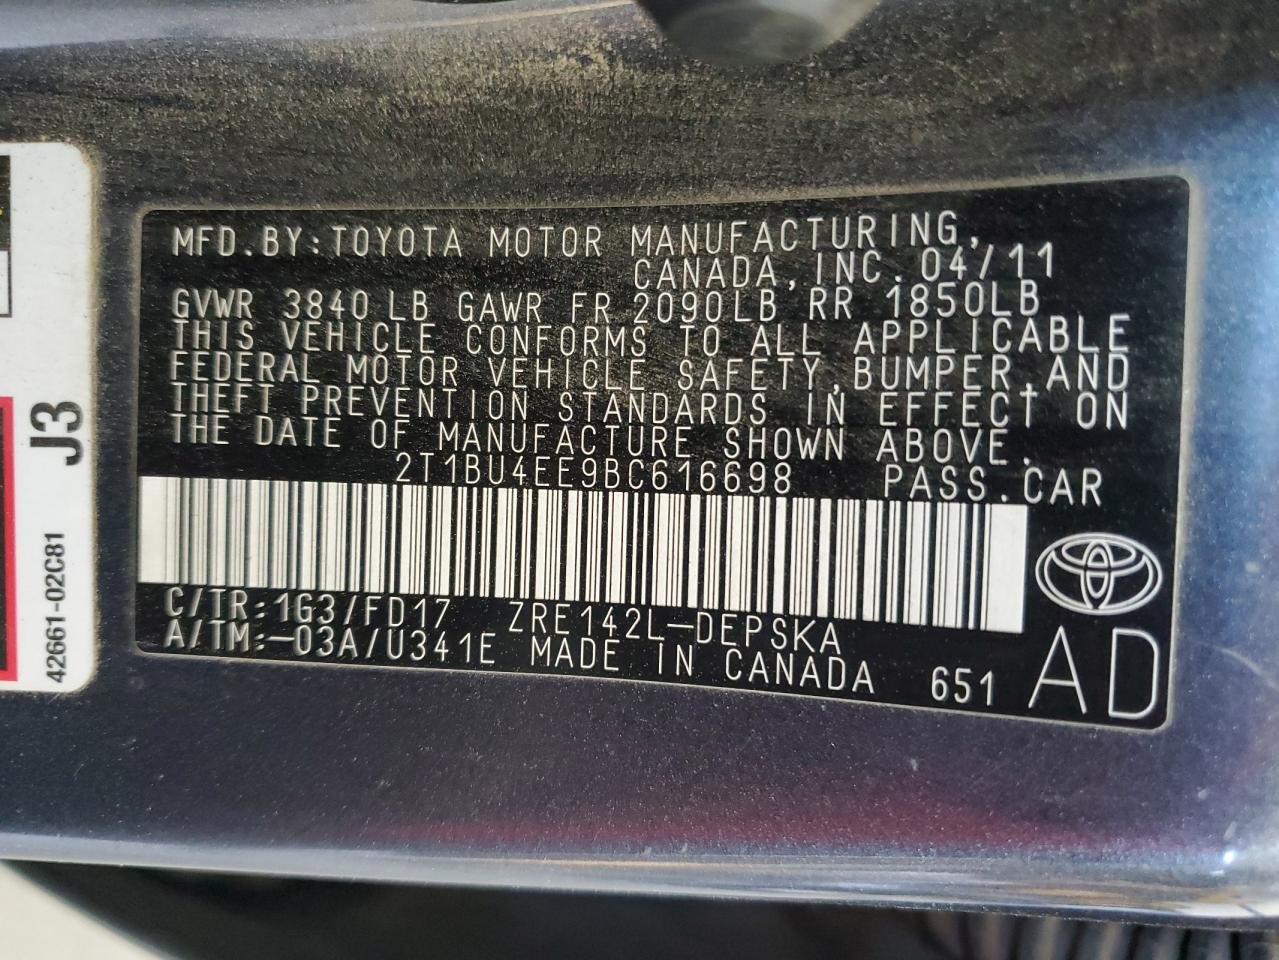 MFD.BY:TOYOTA MOTOR MANUFACTURING,
CANADA,INC. 04/11
GVWR 3840LB GAWR FR 2090LB RR 1850LB
THIS VEHICLE CONFORMS TO ALL APPLICABLE
FEDERAL MOTOR VEHICLE SAFETY,BUMPER,AND
THEFT PREVENTION STANDARDS IN EFFECT ON
THE DATE OF MANUFACTURE SHOWN ABOVE.
2T1BU4EE9BC616698 PASS.CAR
C/TR:1G3/FD17 ZRE142L-DEPSKA
A/TM:-03A/U341E MADE IN CANADA 651
AD
J3
42661-02C81